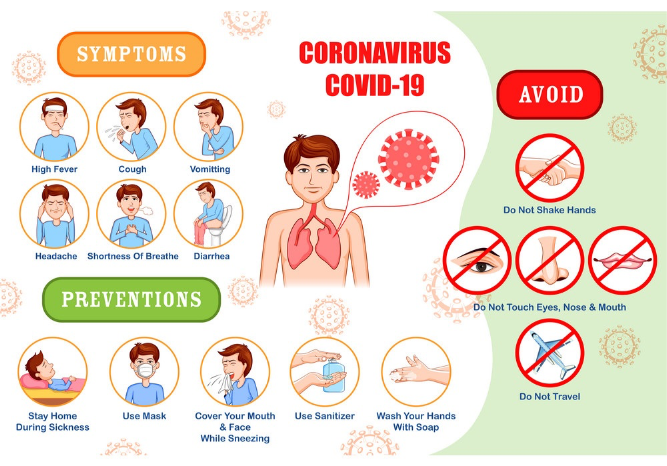 SYMPTOMS
CORONAVIRUS
COVID-19
AVOID
High Fever
Cough
Vomitting
Headache
Shortness Of Breathe
Diarrhea
Do Not Shake Hands
Do Not Touch Eyes, Nose & Mouth
Do Not Travel
PREVENTIONS
Stay Home
During Sickness
Use Mask
Cover Your Mouth
& Face
While Sneezing
Use Sanitizer
Wash Your Hands
With Soap